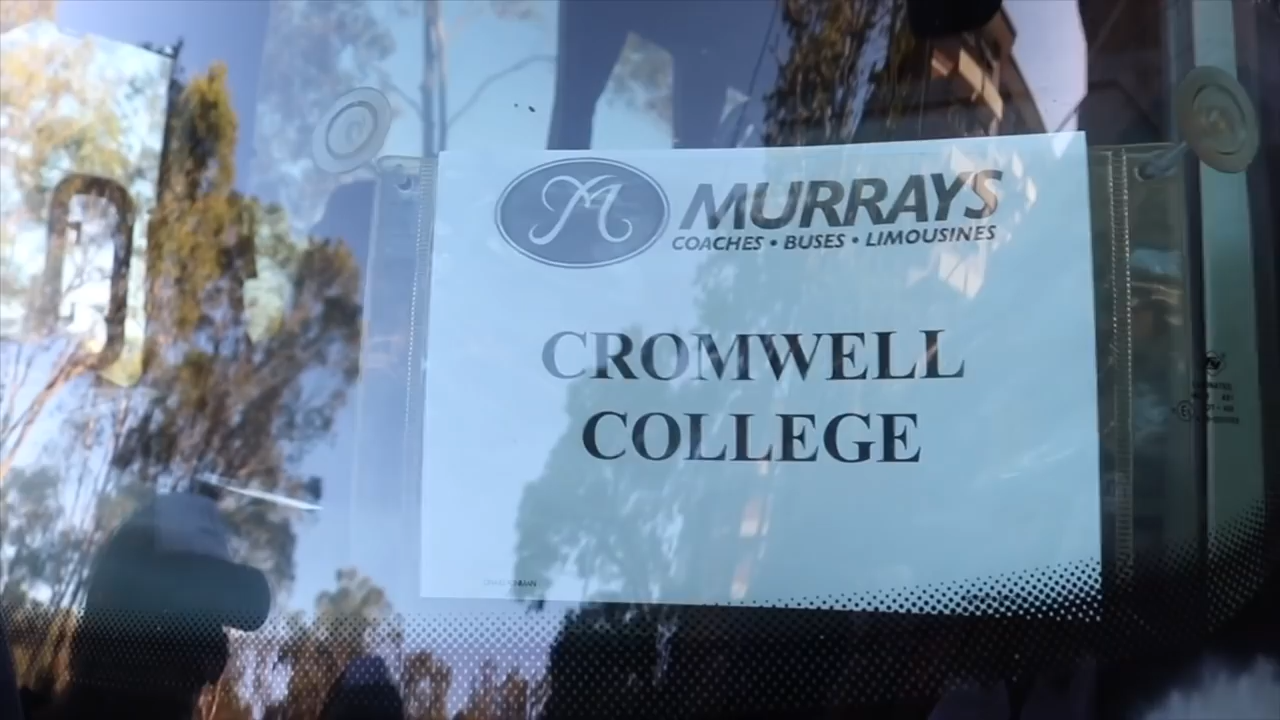 MURRAYS
COACHES • BUSES • LIMOUSINES
CROMWELL
COLLEGE